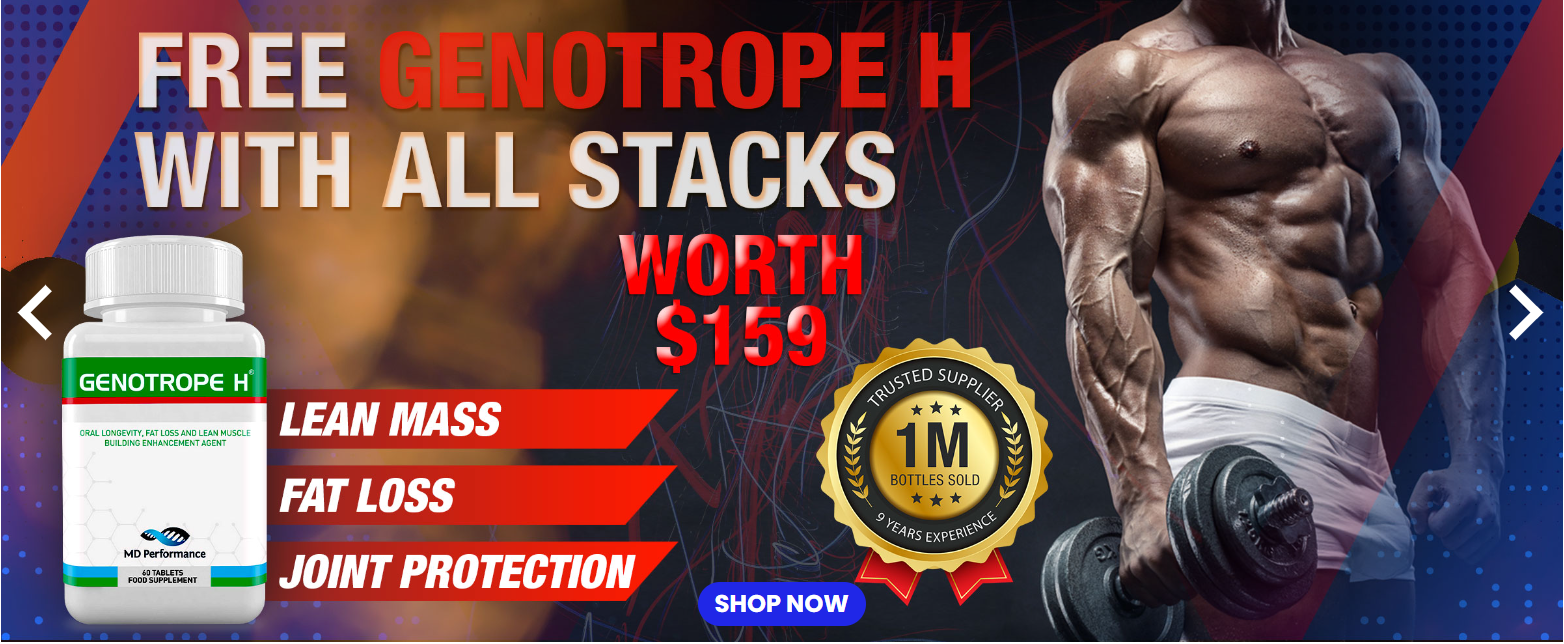 FREE GENOTROPE H
WITH ALL STACKS
WORTH
$159
GENOTROPE H®
ORAL LONGEVITY, FAT LOSS AND LEAN MUSCLE
BUILDING ENHANCEMENT AGENT
MD Performance
60 TABLETS
FOOD SUPPLEMENT
LEAN MASS
FAT LOSS
JOINT PROTECTION
TRUSTED SUPPLIER
1M
BOTTLES SOLD
9 YEARS EXPERIENCE
SHOP NOW